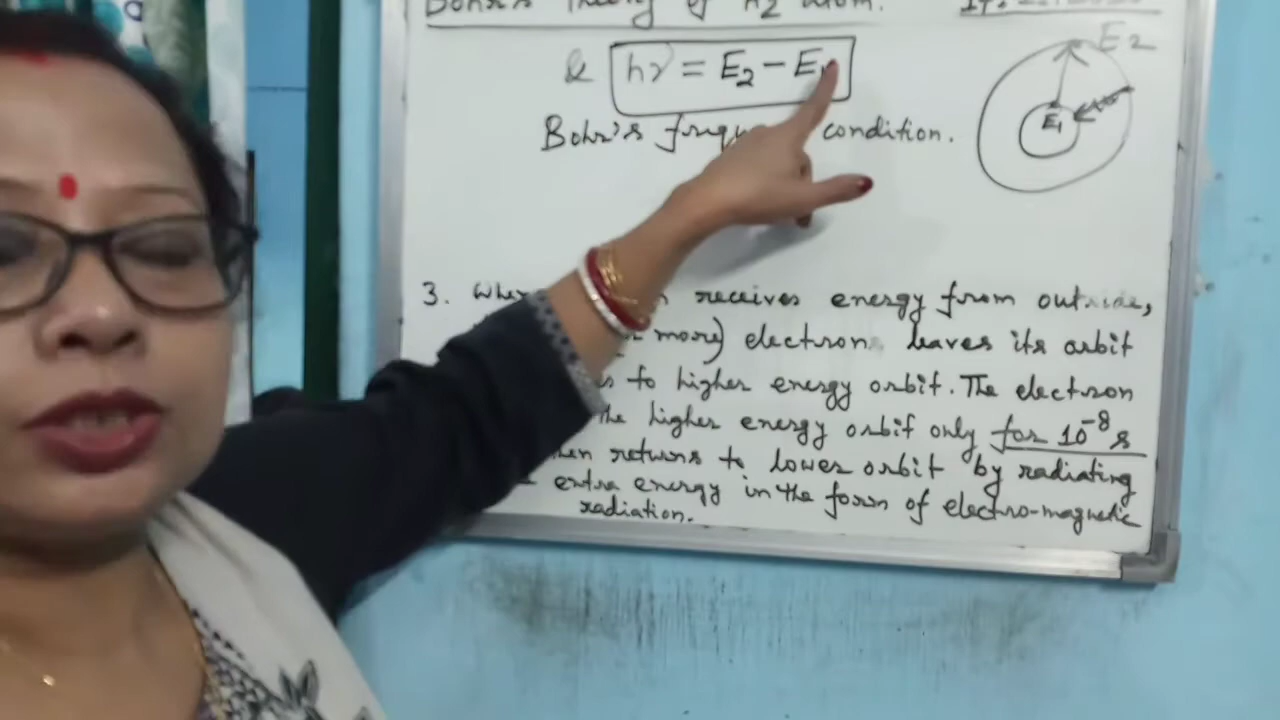 Bohr's Theory of H2 atom.
& hν = E2 − E1
Bohr's condition.
E2
E1
3. receives energy from outside,
more) electron leaves its orbit
to higher energy orbit. The electron
the higher energy orbit only for 10^-8 s
returns to lower orbit by radiating
extra energy in the form of electro-magnetic
radiation.